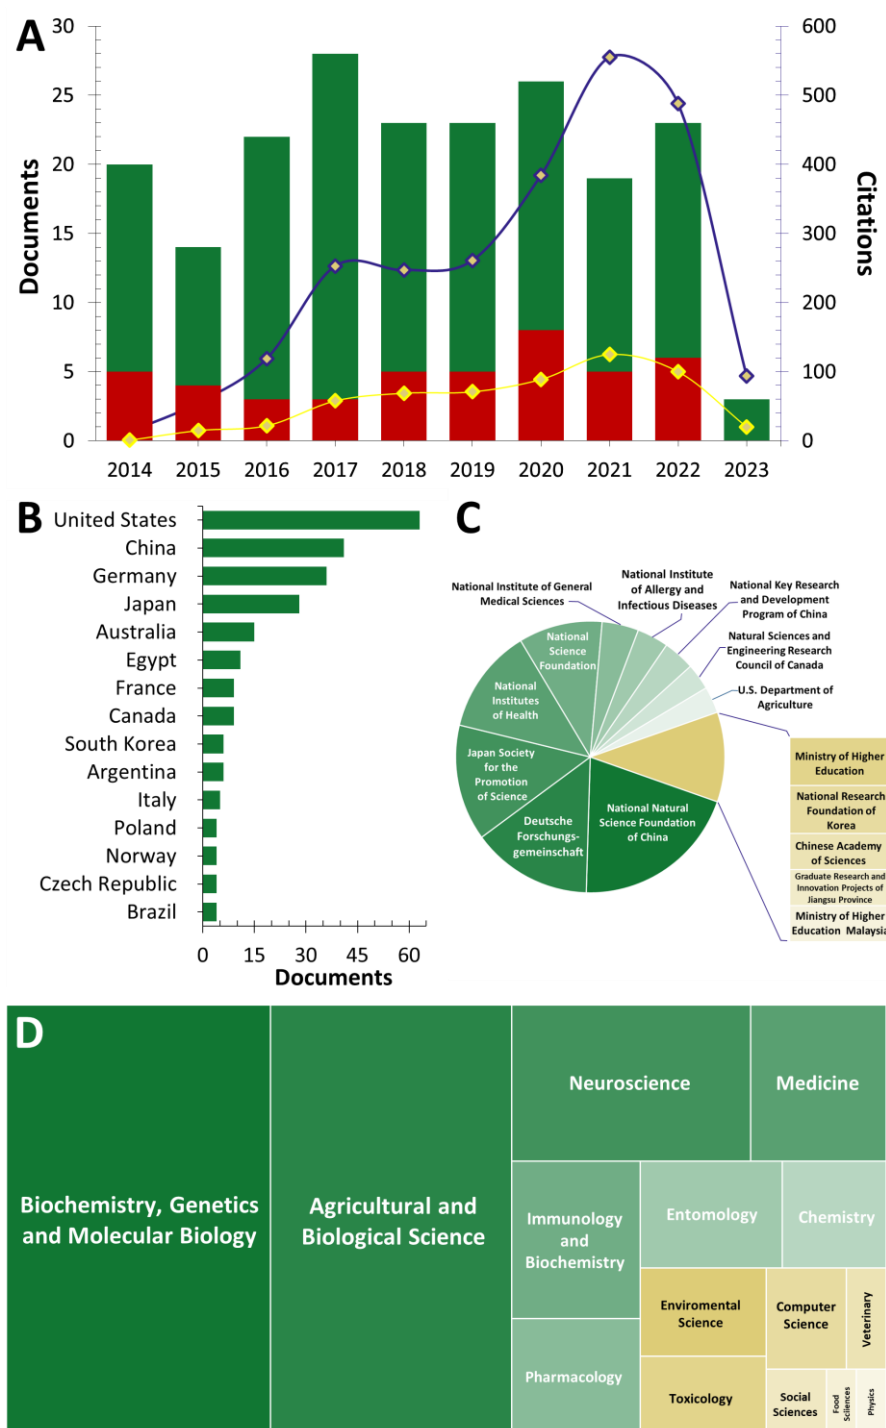 A
30
25
20
15
10
5
0
Documents
600
500
400
300
200
100
0
Citations
2014 2015 2016 2017 2018 2019 2020 2021 2022 2023
B
United States
China
Germany
Japan
Australia
Egypt
France
Canada
South Korea
Argentina
Italy
Poland
Norway
Czech Republic
Brazil
0 15 30 45 60
Documents
C
National Institute of General
Medical Sciences
National Institute
of Allergy and
Infectious Diseases
National Key Research
and Development
Program of China
Natural Sciences and
Engineering Research
Council of Canada
U.S. Department of
Agriculture
National
Science
Foundation
National
Institutes
of Health
Japan Society
for the
Promotion
of Science
Deutsche
Forschungs-
gemeinschaft
National Natural
Science Foundation
of China
Ministry of Higher
Education
National Research
Foundation of
Korea
Chinese Academy
of Sciences
Graduate Research and
Innovation Projects of
Jiangsu Province
Ministry of Higher
Education Malaysia
D
Biochemistry, Genetics
and Molecular Biology
Agricultural and
Biological Science
Neuroscience
Medicine
Immunology
and
Biochemistry
Entomology
Chemistry
Pharmacology
Enviromental
Science
Computer
Science
Veterinary
Toxicology
Social
Sciences
Food
Sciiences
Physics